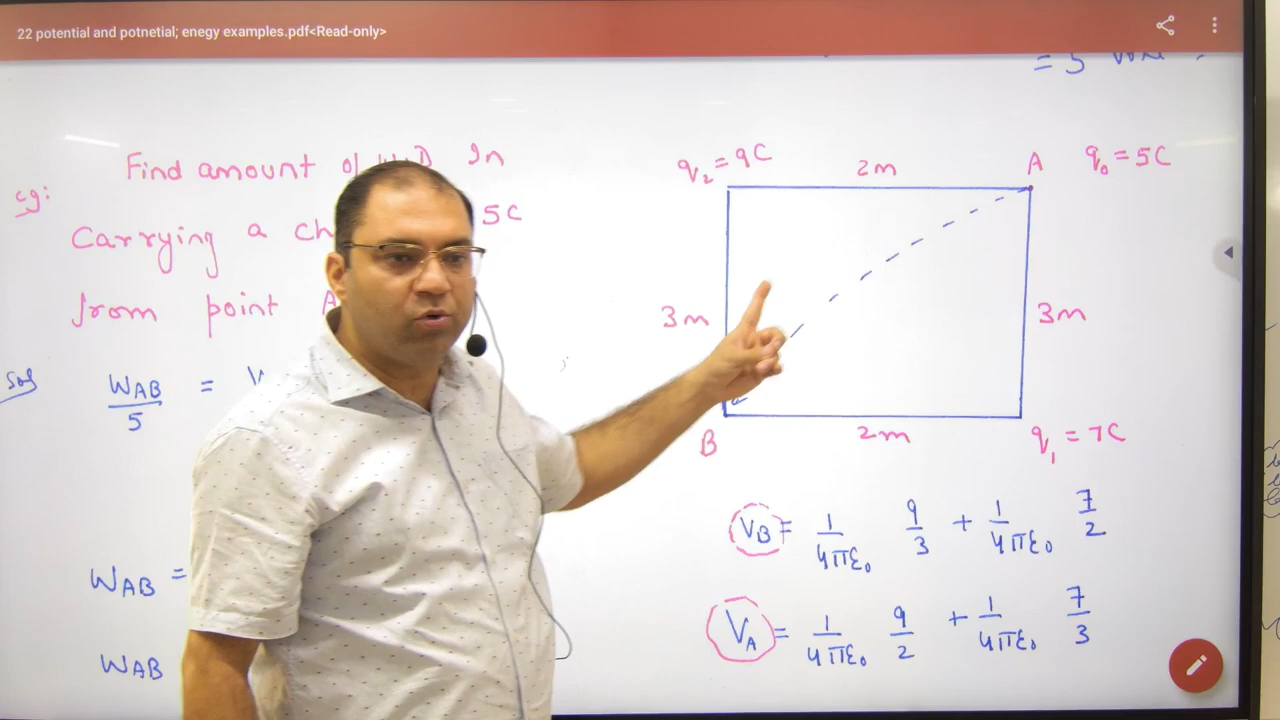 22 potential and potnetial; enegy examples.pdf<Read-only>
= 5
eg: Find amount of W.D In
Carrying a 5C
from point A
Sol W_AB/5 =
W_AB =
W_AB
q₂ = 9C 2m A q₀ = 5C
3m 3m
B 2m q₁ = 7C
V_B = 1/4πε₀ 9/3 + 1/4πε₀ 7/2
V_A = 1/4πε₀ 9/2 + 1/4πε₀ 7/3